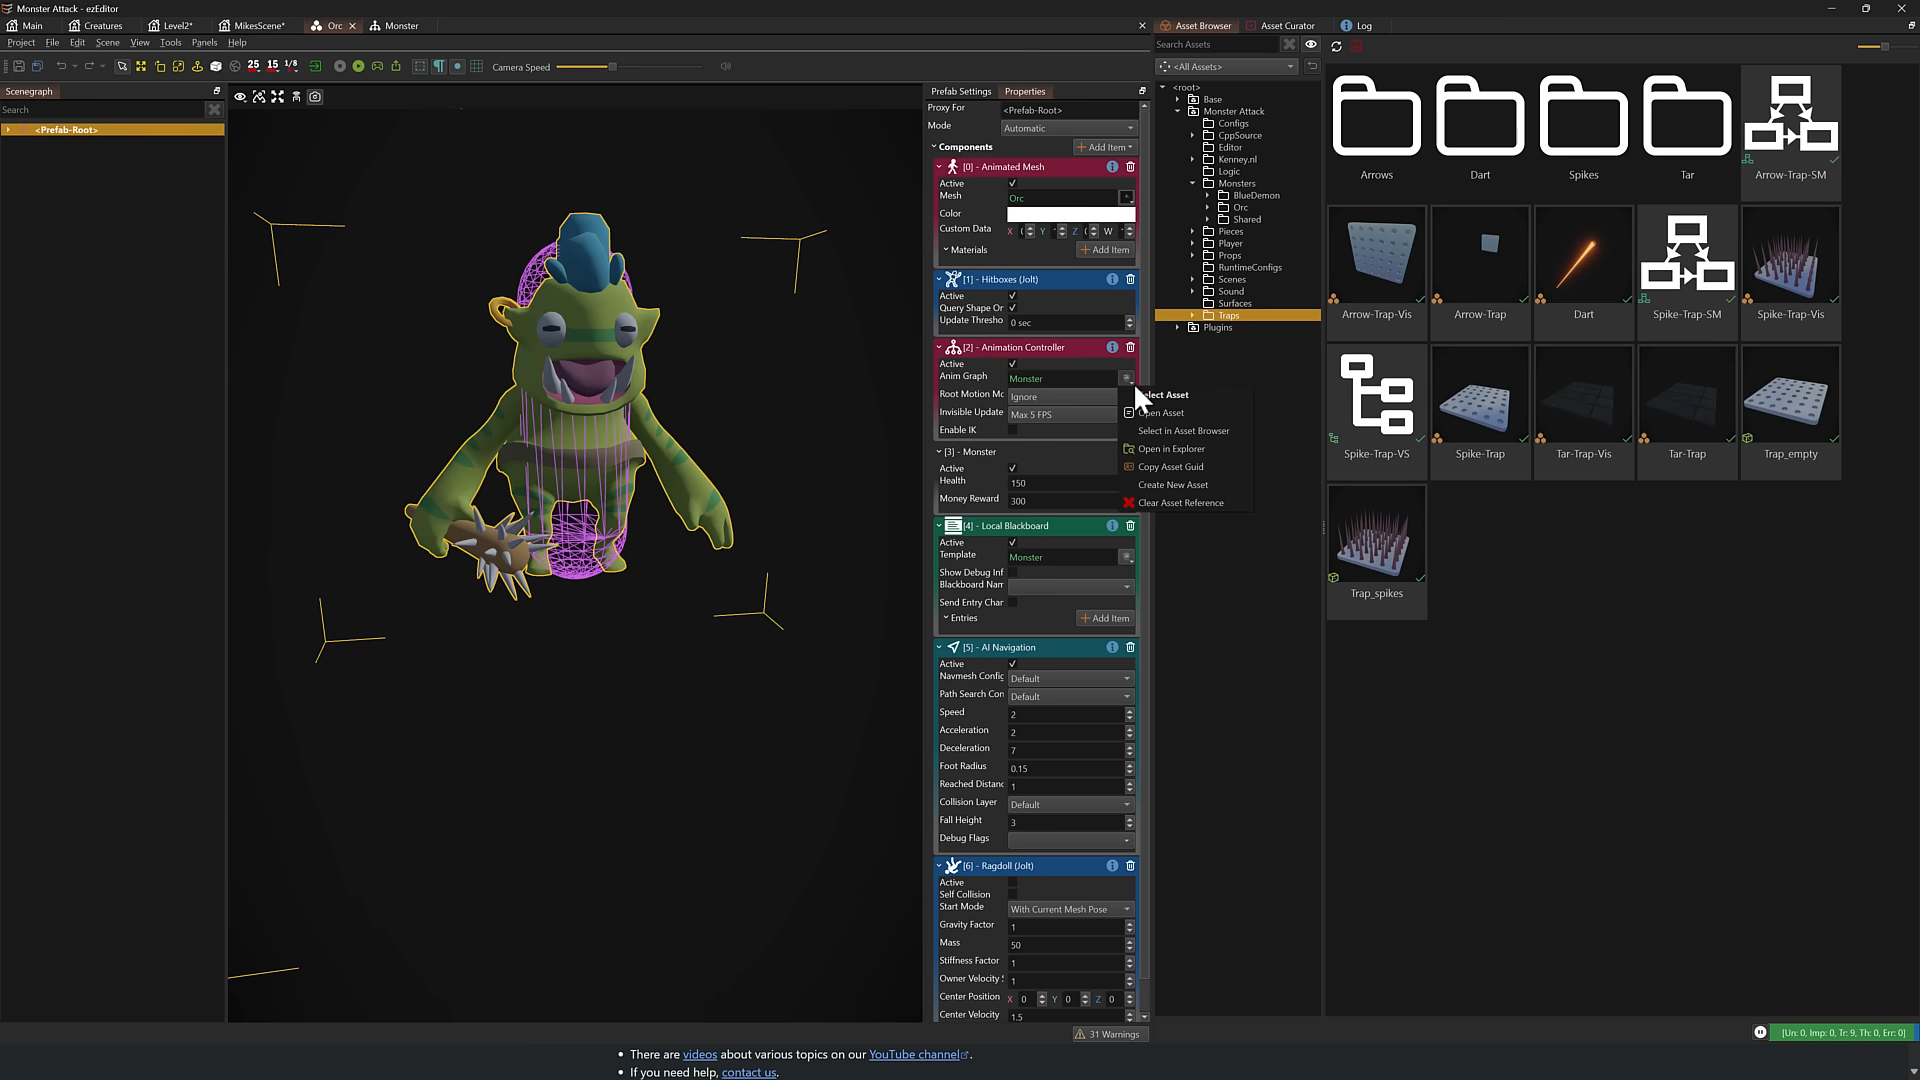 Monster Attack - ezEditor
Main
Creatures
Level2*
MikesScene*
Orc
Monster
Asset Browser
Asset Curator
Log
Project
File
Edit
Scene
View
Tools
Panels
Help
Search Assets
25
15
1/8
Camera Speed
<All Assets>
Scenegraph
Search
<Prefab-Root>
Prefab Settings
Properties
Proxy For
<Prefab-Root>
Mode
Automatic
Components
Add Item
[0] - Animated Mesh
Active
Mesh
Orc
Color
Custom Data
X
Y
Z
W
Materials
Add Item
[1] - Hitboxes (Jolt)
Active
Query Shape Or
Update Thresho
0 sec
[2] - Animation Controller
Active
Anim Graph
Monster
Root Motion Mc
Ignore
Invisible Update
Max 5 FPS
Enable IK
[3] - Monster
Active
Health
150
Money Reward
300
[4] - Local Blackboard
Active
Template
Monster
Show Debug Inf
Blackboard Nam
Send Entry Char
Entries
Add Item
[5] - AI Navigation
Active
Navmesh Config
Default
Path Search Con
Default
Speed
2
Acceleration
2
Deceleration
7
Foot Radius
0.15
Reached Distanc
1
Collision Layer
Default
Fall Height
3
Debug Flags
[6] - Ragdoll (Jolt)
Active
Self Collision
Start Mode
With Current Mesh Pose
Gravity Factor
1
Mass
50
Stiffness Factor
1
Owner Velocity
1
Center Position
X 0 Y 0 Z 0
Center Velocity
1.5
31 Warnings
Asset
Open Asset
Select in Asset Browser
Open in Explorer
Copy Asset Guid
Create New Asset
Clear Asset Reference
<root>
Base
Monster Attack
Configs
CppSource
Editor
Kenney.nl
Logic
Monsters
BlueDemon
Orc
Shared
Pieces
Player
Props
RuntimeConfigs
Scenes
Sound
Surfaces
Traps
Plugins
Arrows
Dart
Spikes
Tar
Arrow-Trap-SM
Arrow-Trap-Vis
Arrow-Trap
Dart
Spike-Trap-SM
Spike-Trap-Vis
Spike-Trap-VS
Spike-Trap
Tar-Trap-Vis
Tar-Trap
Trap_empty
Trap_spikes
[Un: 0, Imp: 0, Tr: 9, Th: 0, Err: 0]
• There are videos about various topics on our YouTube channel.
• If you need help, contact us.